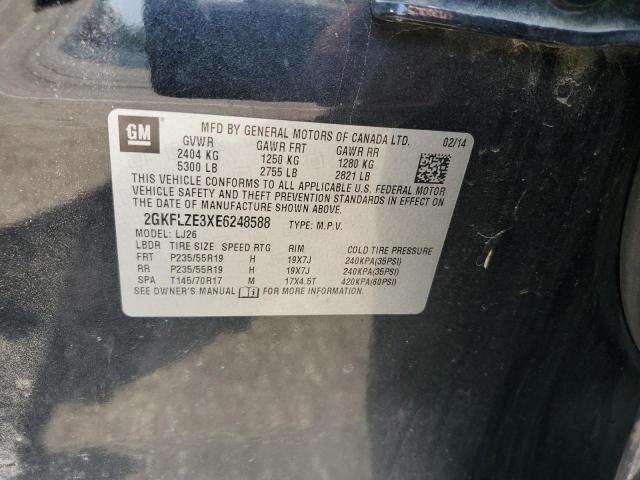 GM
MFD BY GENERAL MOTORS OF CANADA LTD. 02/14
GVWR GAWR FRT GAWR RR
2404 KG 1250 KG 1280 KG
5300 LB 2755 LB 2821 LB
THIS VEHICLE CONFORMS TO ALL APPLICABLE U.S. FEDERAL MOTOR
VEHICLE SAFETY AND THEFT PREVENTION STANDARDS IN EFFECT ON
THE DATE OF MANUFACTURE SHOWN ABOVE.
2GKFLZE3XE6248588 TYPE: M.P.V.
MODEL: LJ26
LBDR TIRE SIZE SPEED RTG RIM COLD TIRE PRESSURE
FRT P235/55R19 H 19X7J 240KPA(35PSI)
RR P235/55R19 H 19X7J 240KPA(35PSI)
SPA T145/70R17 M 17X4.5T 420KPA(60PSI)
SEE OWNER'S MANUAL FOR MORE INFORMATION.